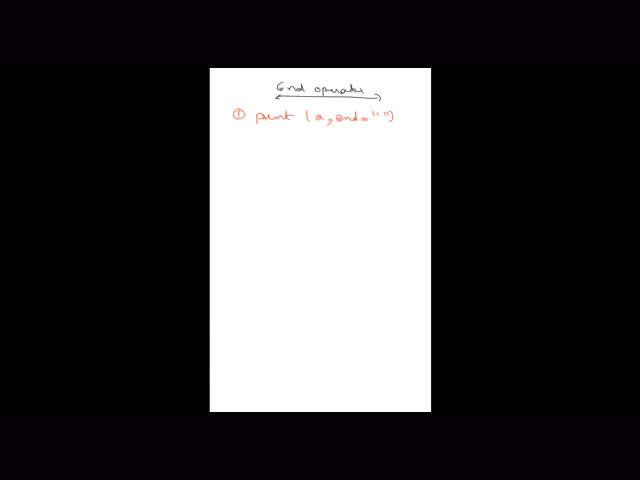 End operator
① print (a, end=" ")